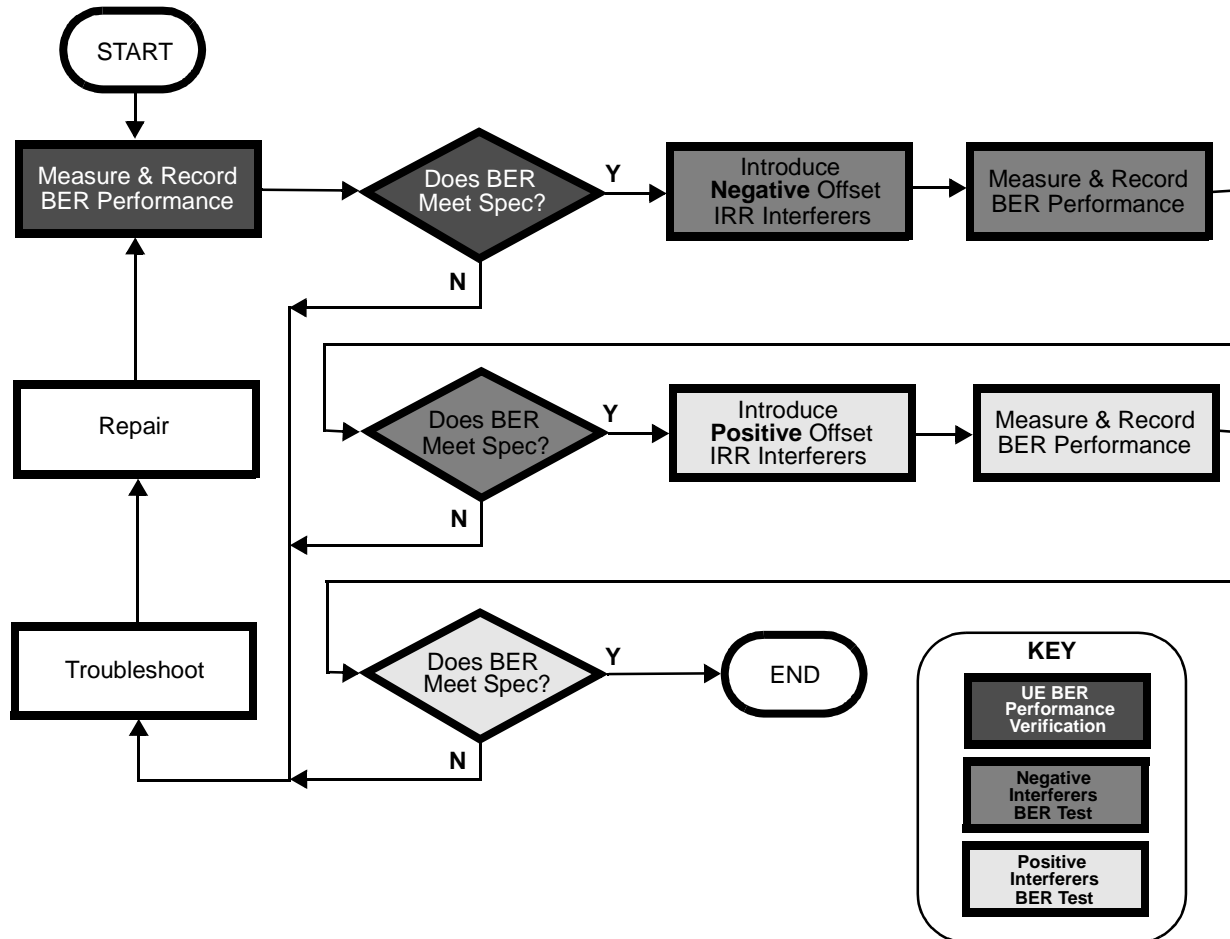 START
Measure & Record
BER Performance
Does BER
Meet Spec?
Y
N
Introduce
Negative Offset
IRR Interferers
Measure & Record
BER Performance
Repair
Does BER
Meet Spec?
Y
N
Introduce
Positive Offset
IRR Interferers
Measure & Record
BER Performance
Troubleshoot
Does BER
Meet Spec?
Y
N
END
KEY
UE BER
Performance
Verification
Negative
Interferers
BER Test
Positive
Interferers
BER Test